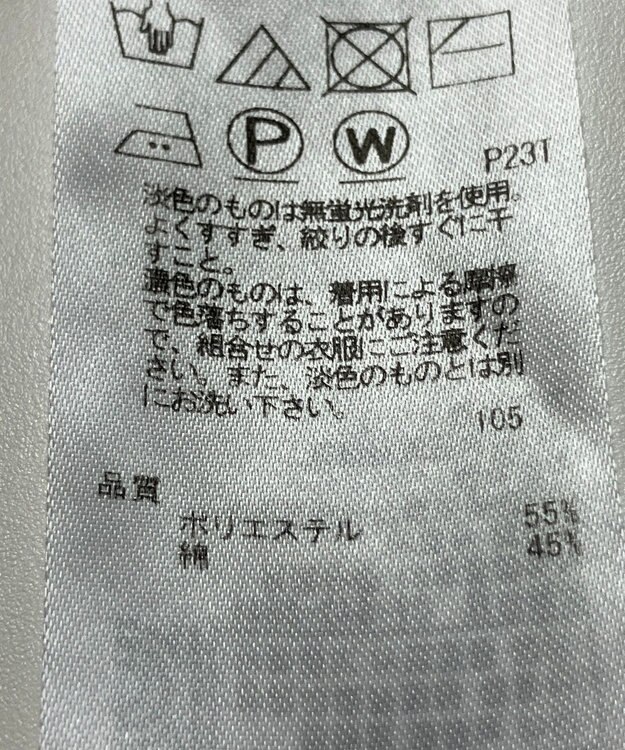 P W
P23T
淡色のものは無蛍光洗剤を使用。
よくすすぎ、絞りの後すぐに干
すこと。
濃色のものは、着用による摩擦
で色落ちすることがありますの
で、組合せの衣服にご注意くだ
さい。また、淡色のものとは別
にお洗い下さい。
105
品質
ポリエステル 55%
綿 45%